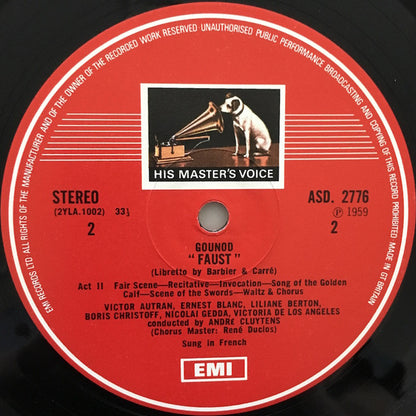 EMI RECORDS LTD ALL RIGHTS OF THE MANUFACTURER AND OF THE OWNER OF THE RECORDED WORK RESERVED UNAUTHORISED PUBLIC PERFORMANCE BROADCASTING AND COPYING OF THIS RECORD PROHIBITED MADE IN GT BRITAIN
HIS MASTER'S VOICE
STEREO
(2YLA.1002) 33⅓
2
ASD. 2776
℗ 1959
2
GOUNOD
"FAUST"
(Libretto by Barbier & Carré)
Act II Fair Scene—Recitative—Invocation—Song of the Golden
Calf—Scene of the Swords—Waltz & Chorus
VICTOR AUTRAN, ERNEST BLANC, LILIANE BERTON,
BORIS CHRISTOFF, NICOLAI GEDDA, VICTORIA DE LOS ANGELES
conducted by ANDRE CLUYTENS
(Chorus Master: René Duclos)
Sung in French
EMI